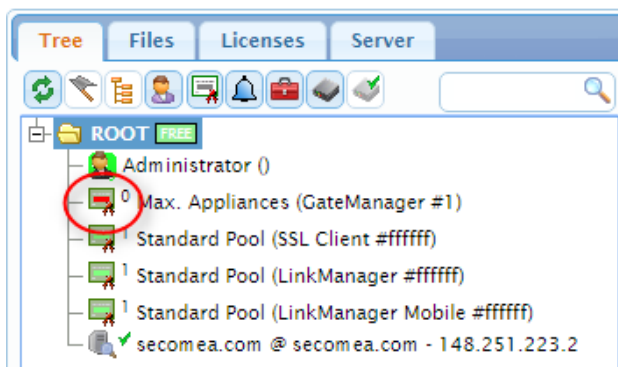 Tree Files Licenses Server
ROOT FREE
Administrator ()
0 Max. Appliances (GateManager #1)
1 Standard Pool (SSL Client #ffffff)
1 Standard Pool (LinkManager #ffffff)
1 Standard Pool (LinkManager Mobile #ffffff)
secomea.com @ secomea.com - 148.251.223.2